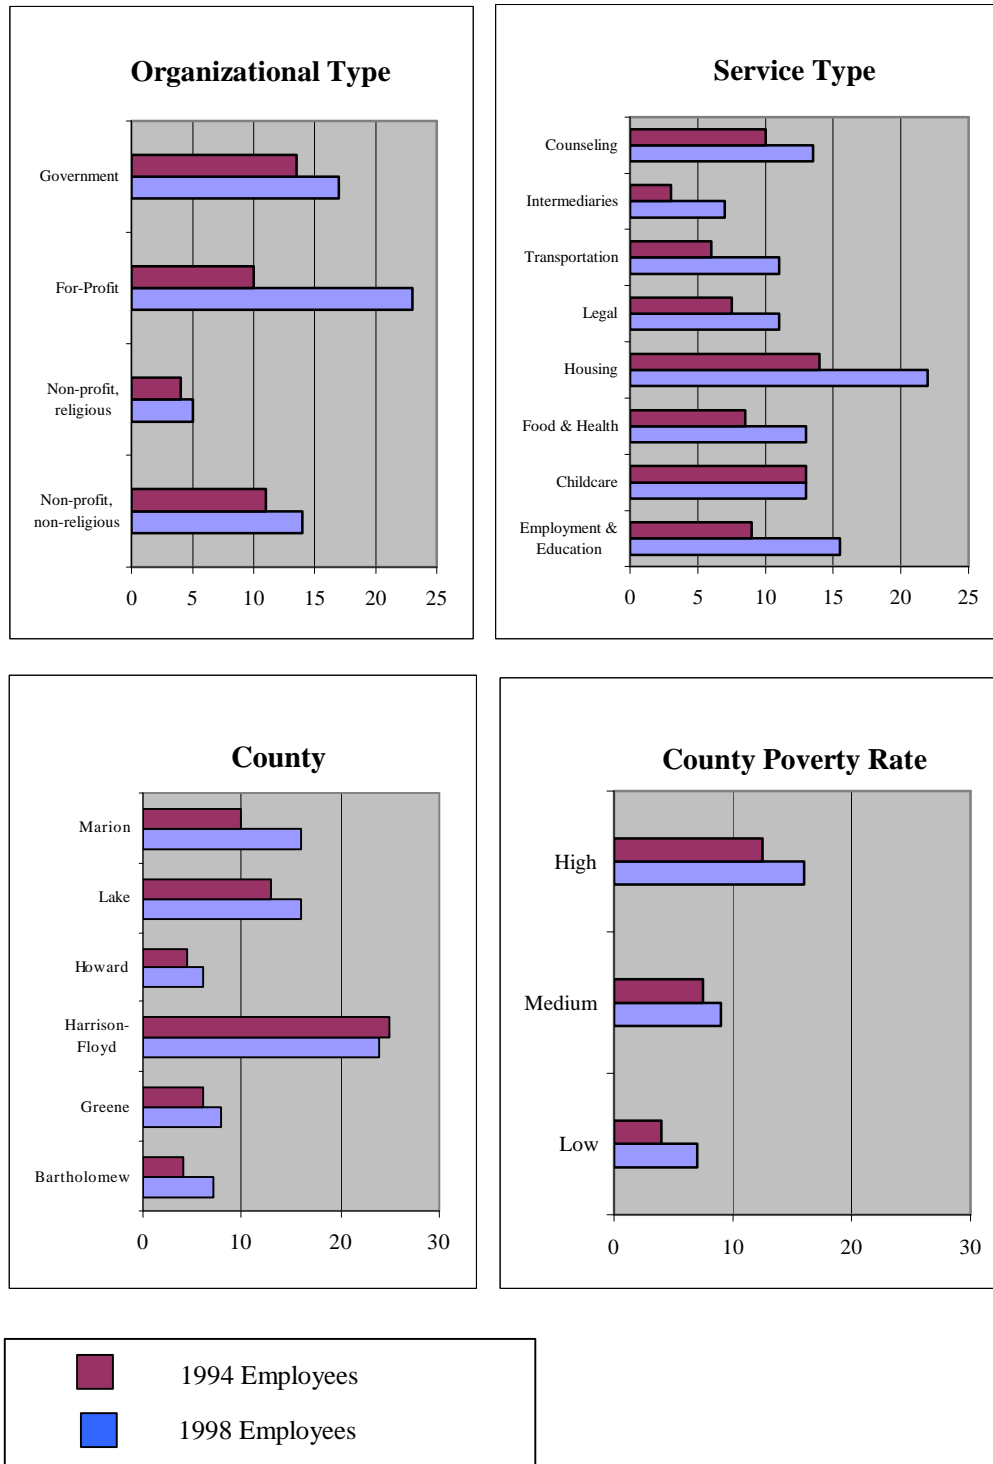 Organizational Type
Government
For-Profit
Non-profit,
religious
Non-profit,
non-religious
0 5 10 15 20 25
Service Type
Counseling
Intermediaries
Transportation
Legal
Housing
Food & Health
Childcare
Employment &
Education
0 5 10 15 20 25
County
Marion
Lake
Howard
Harrison-
Floyd
Greene
Bartholomew
0 10 20 30
County Poverty Rate
High
Medium
Low
0 10 20 30
1994 Employees
1998 Employees